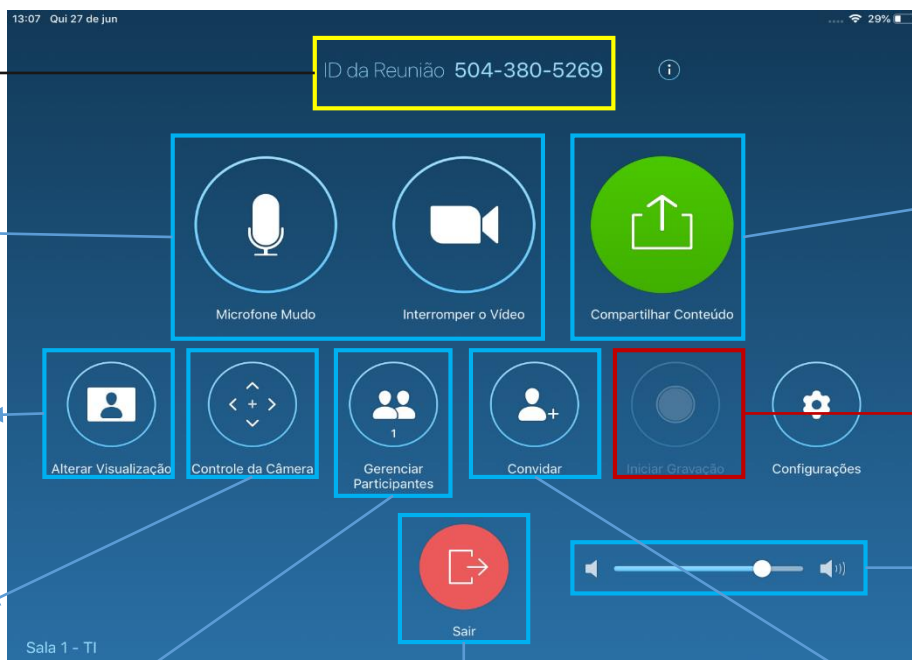 13:07 Qui 27 de jun
29%
ID da Reunião 504-380-5269
Microfone Mudo
Interromper o Vídeo
Compartilhar Conteúdo
1
Alterar Visualização
Controle da Câmera
Gerenciar
Participantes
Convidar
Iniciar Gravação
Configurações
Sair
Sala 1 - TI